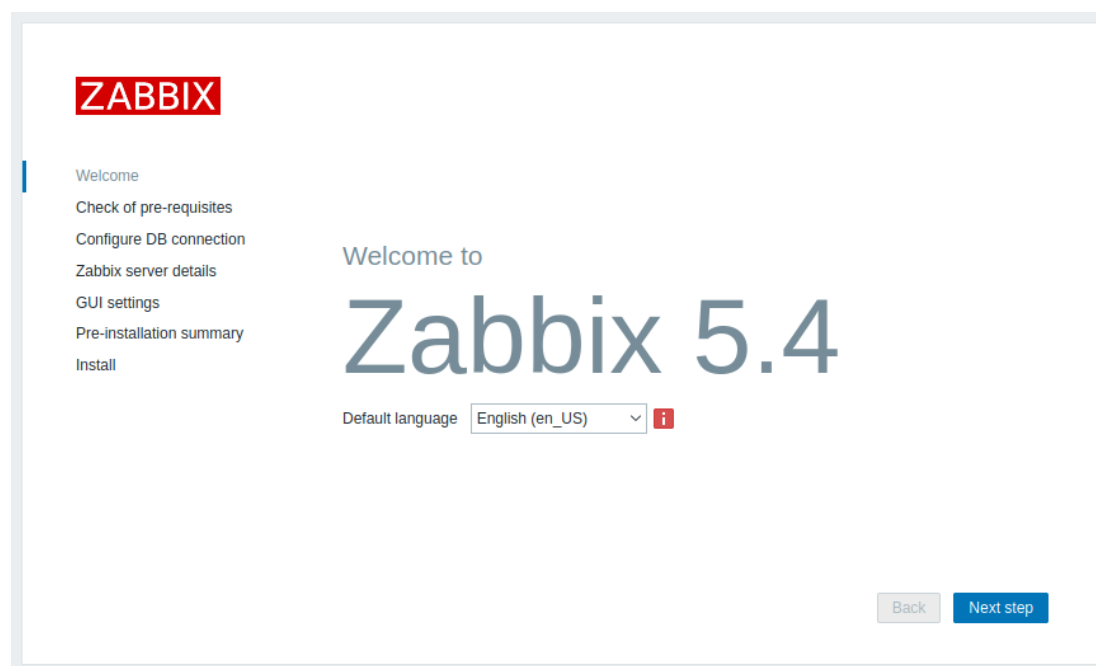 ZABBIX
Welcome
Check of pre-requisites
Configure DB connection
Zabbix server details
GUI settings
Pre-installation summary
Install
Welcome to
Zabbix 5.4
Default language English (en_US) i
Back Next step